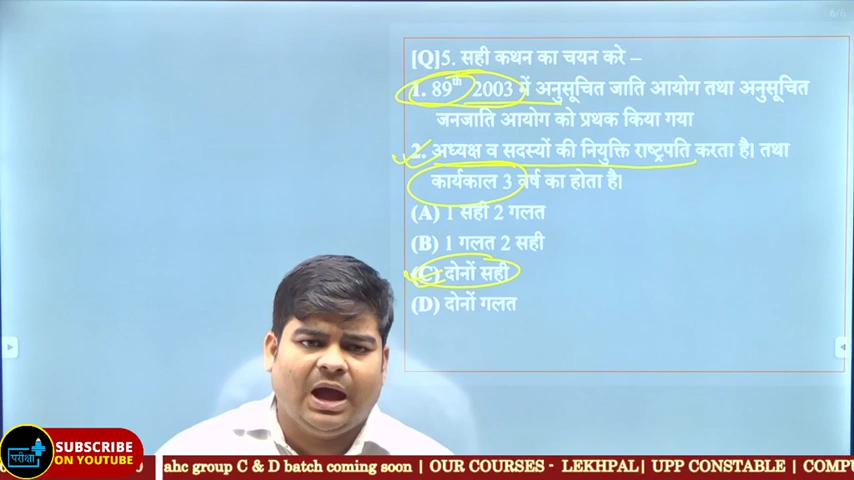 6/6
[Q]5. सही कथन का चयन करे –
1. 89th 2003 में अनुसूचित जाति आयोग तथा अनुसूचित
जनजाति आयोग को प्रथक किया गया
2. अध्यक्ष व सदस्यों की नियुक्ति राष्ट्रपति करता है। तथा
कार्यकाल 3 वर्ष का होता है।
(A) 1 सही 2 गलत
(B) 1 गलत 2 सही
(C) दोनों सही
(D) दोनों गलत
परीक्षा
SUBSCRIBE
ON YOUTUBE
ahc group C & D batch coming soon | OUR COURSES - LEKHPAL| UPP CONSTABLE | COMPU